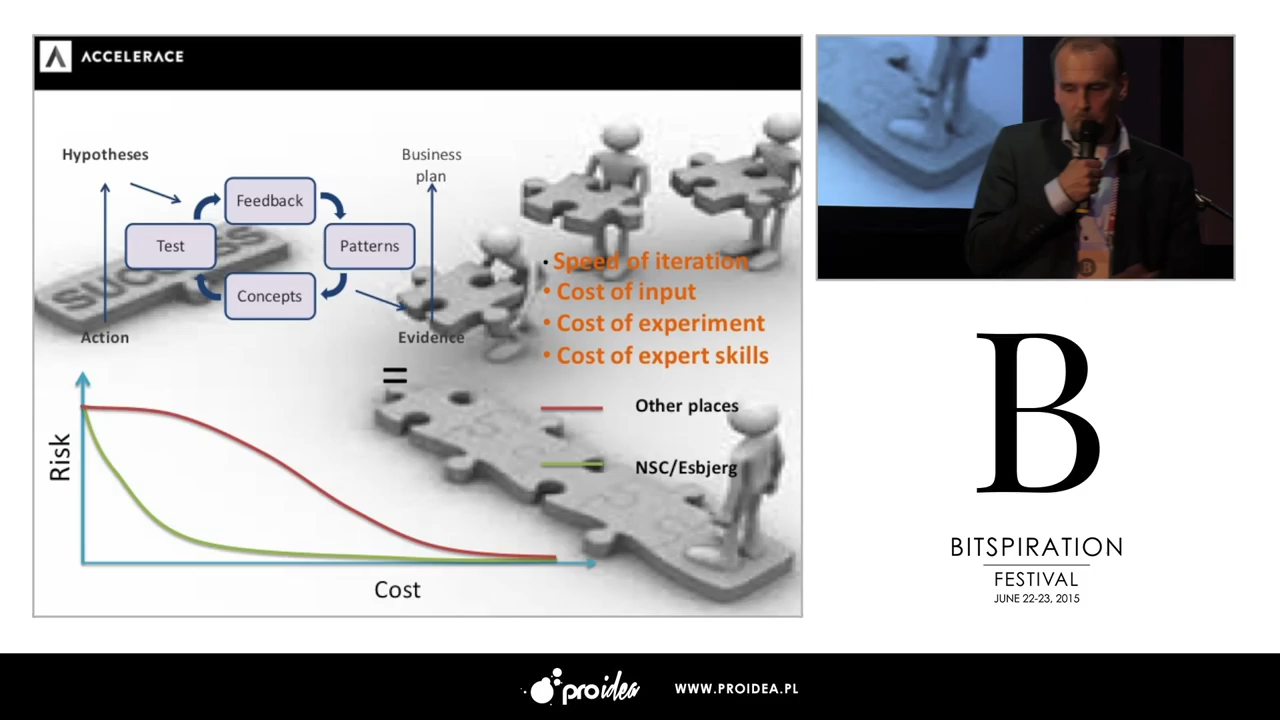 ACCELERACE
Hypotheses
Business
plan
Feedback
Test
Patterns
Concepts
Action
Evidence
SUCCESS
• Speed of iteration
• Cost of input
• Cost of experiment
• Cost of expert skills
=
Other places
NSC/Esbjerg
Risk
Cost
B
B
BITSPIRATION
FESTIVAL
JUNE 22-23, 2015
proidea
WWW.PROIDEA.PL